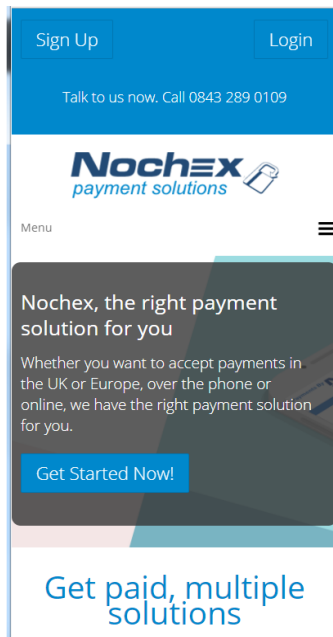 Sign Up
Login
Talk to us now. Call 0843 289 0109
Nochex
payment solutions
Menu
Nochex, the right payment
solution for you
Whether you want to accept payments in
the UK or Europe, over the phone or
online, we have the right payment solution
for you.
Get Started Now!
Get paid, multiple
solutions